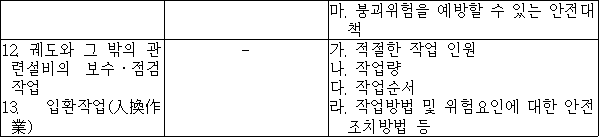 마. 붕괴위험을 예방할 수 있는 안전대
책
12. 궤도와 그 밖의 관
련설비의 보수·점검
작업
13. 입환작업(入換作
業)
-
가. 적절한 작업 인원
나. 작업량
다. 작업순서
라. 작업방법 및 위험요인에 대한 안전
조치방법 등